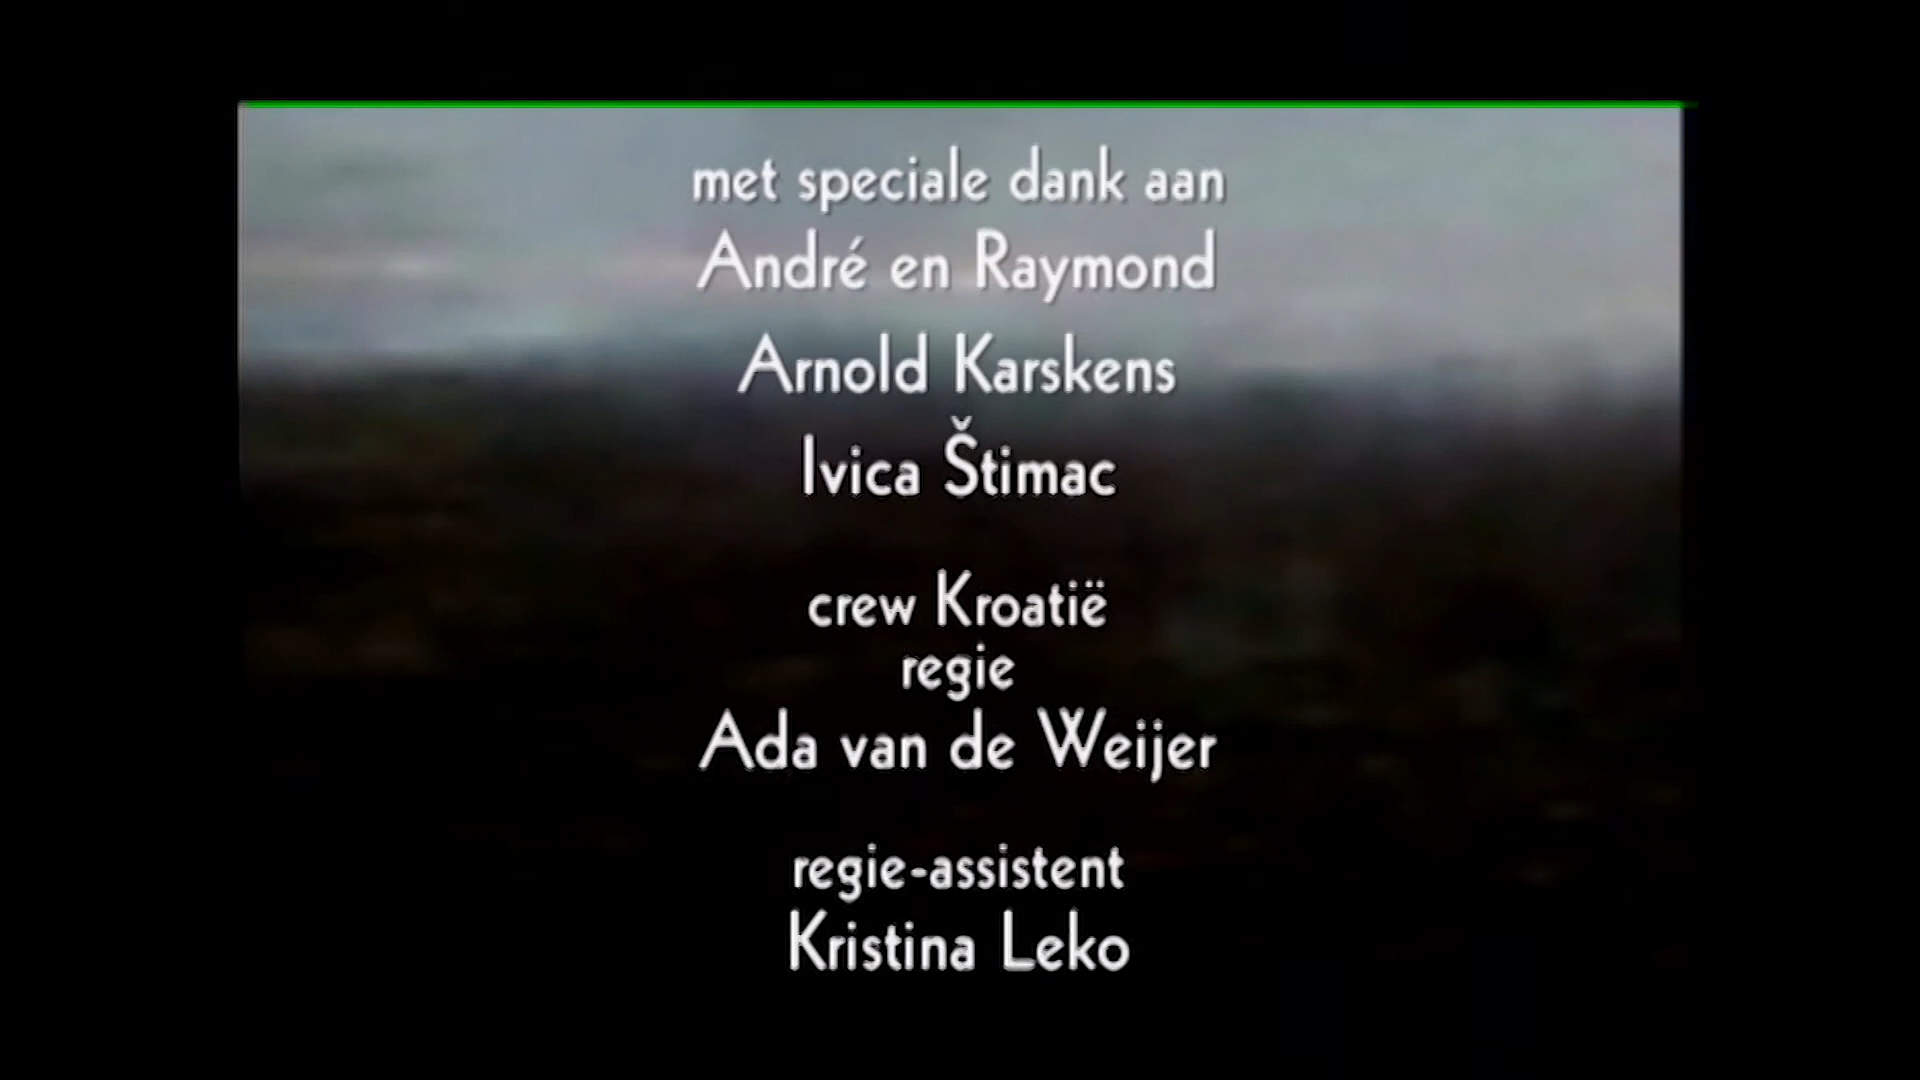 met speciale dank aan
André en Raymond
Arnold Karskens
Ivica Štimac
crew Kroatië
regie
Ada van de Weijer
regie-assistent
Kristina Leko